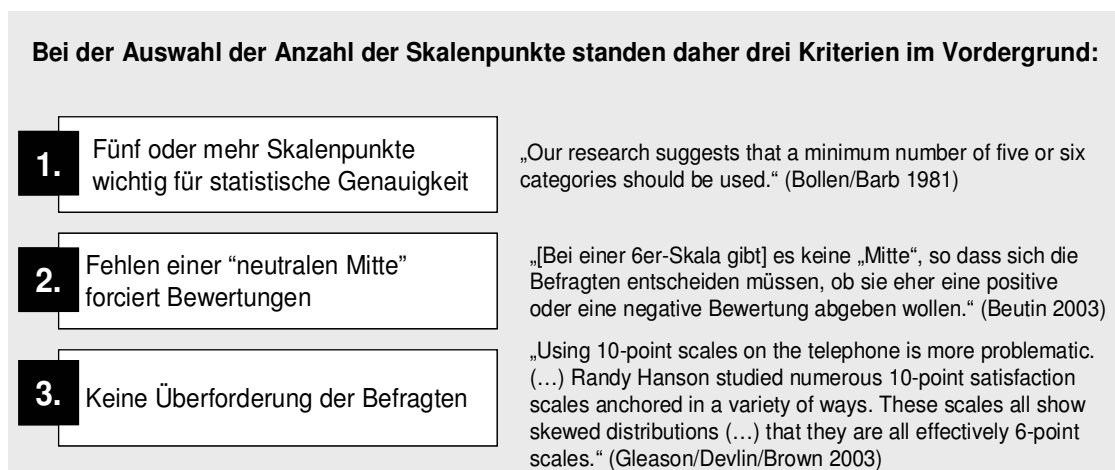 Bei der Auswahl der Anzahl der Skalenpunkte standen daher drei Kriterien im Vordergrund:
1.
Fünf oder mehr Skalenpunkte
wichtig für statistische Genauigkeit
„Our research suggests that a minimum number of five or six
categories should be used.“ (Bollen/Barb 1981)
2.
Fehlen einer “neutralen Mitte”
forciert Bewertungen
„[Bei einer 6er-Skala gibt] es keine „Mitte“, so dass sich die
Befragten entscheiden müssen, ob sie eher eine positive
oder eine negative Bewertung abgeben wollen.“ (Beutin 2003)
3.
Keine Überforderung der Befragten
„Using 10-point scales on the telephone is more problematic.
(…) Randy Hanson studied numerous 10-point satisfaction
scales anchored in a variety of ways. These scales all show
skewed distributions (…) that they are all effectively 6-point
scales.“ (Gleason/Devlin/Brown 2003)